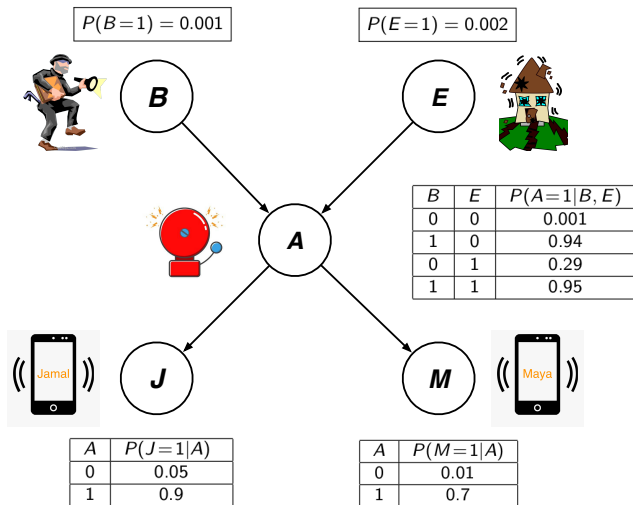 P(B=1) = 0.001
P(E=1) = 0.002
B
E
A
B E P(A=1|B, E)
0 0 0.001
1 0 0.94
0 1 0.29
1 1 0.95
Jamal
J
M
Maya
A P(J=1|A)
0 0.05
1 0.9
A P(M=1|A)
0 0.01
1 0.7